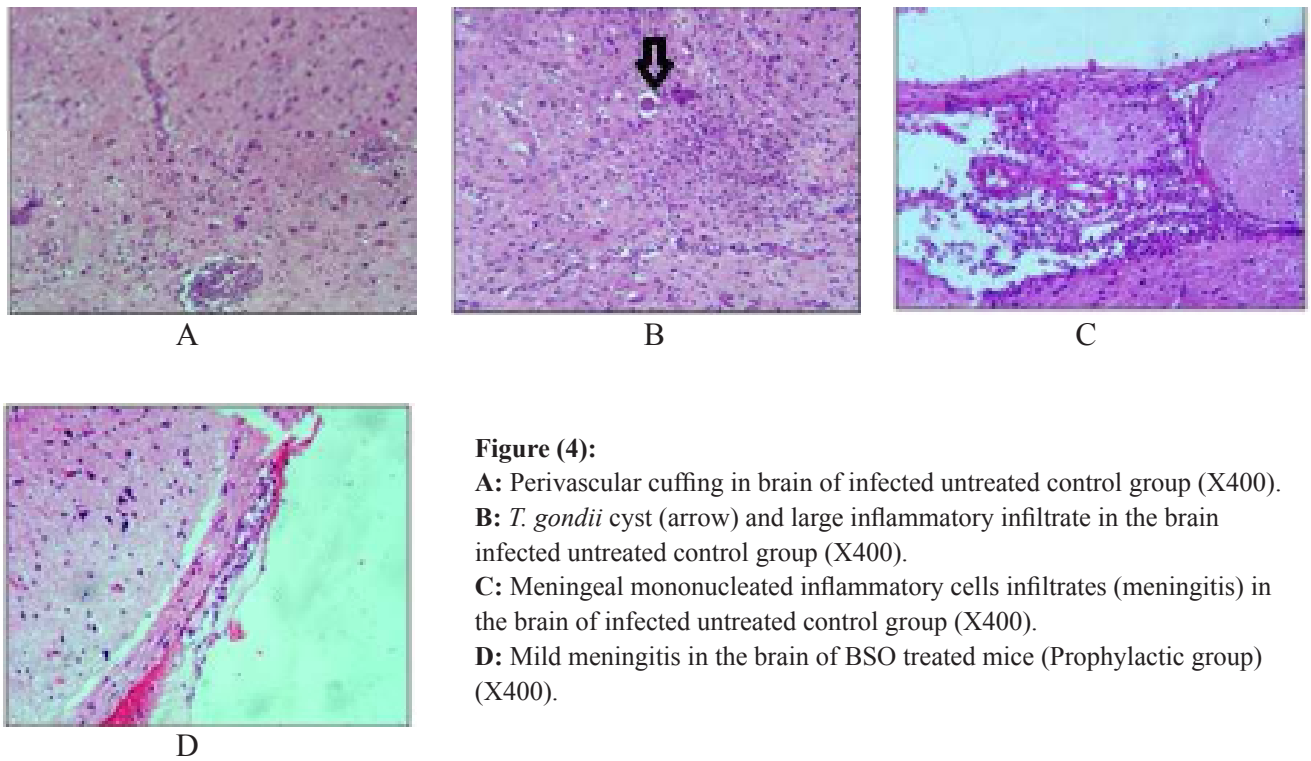 A
B
C
D
Figure (4):
A: Perivascular cuffing in brain of infected untreated control group (X400).
B: T. gondii cyst (arrow) and large inflammatory infiltrate in the brain
infected untreated control group (X400).
C: Meningeal mononucleated inflammatory cells infiltrates (meningitis) in
the brain of infected untreated control group (X400).
D: Mild meningitis in the brain of BSO treated mice (Prophylactic group)
(X400).